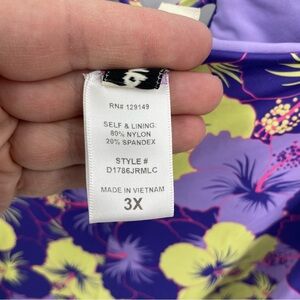 RN# 129149
SELF & LINING:
80% NYLON
20% SPANDEX
STYLE #
D1786JRMLC
MADE IN VIETNAM
3X